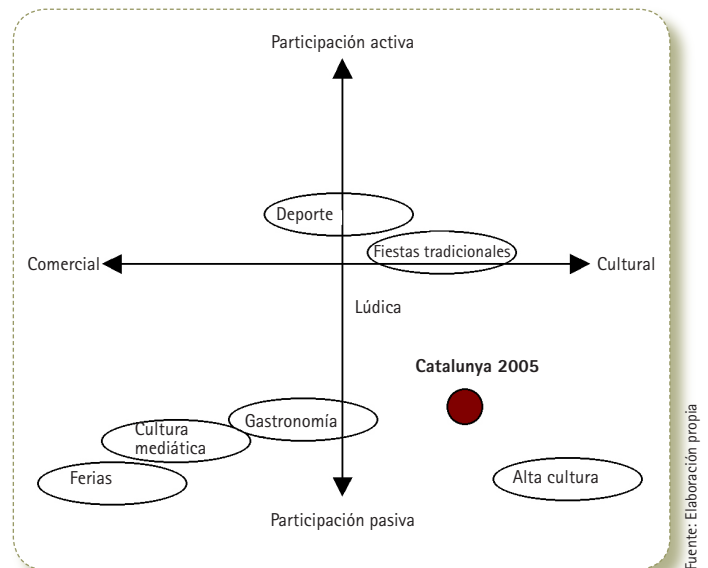 Participación activa
Deporte
Fiestas tradicionales
Comercial
Cultural
Lúdica
Catalunya 2005
Gastronomía
Cultura
mediática
Ferias
Alta cultura
Participación pasiva
Fuente: Elaboración propia